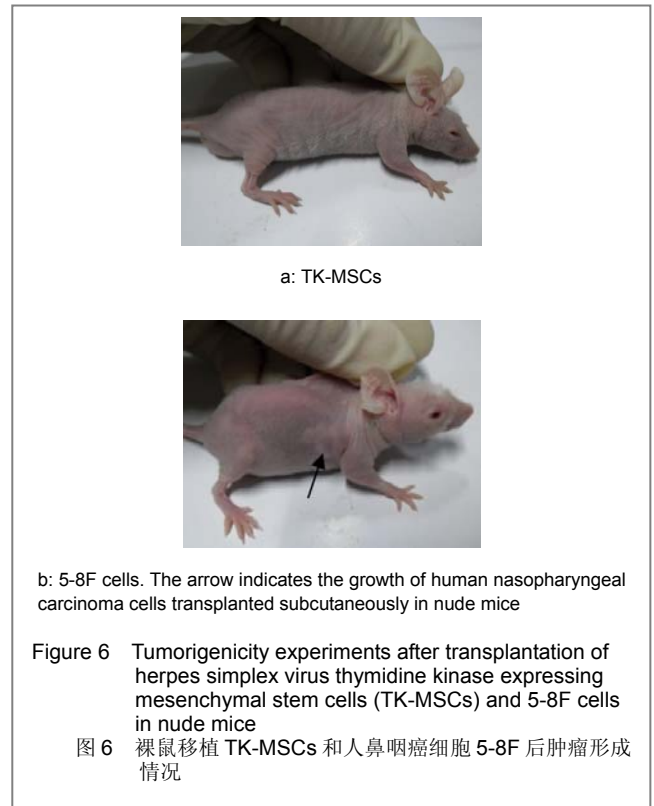 a: TK-MSCs
b: 5-8F cells. The arrow indicates the growth of human nasopharyngeal
carcinoma cells transplanted subcutaneously in nude mice
Figure 6 Tumorigenicity experiments after transplantation of
herpes simplex virus thymidine kinase expressing
mesenchymal stem cells (TK-MSCs) and 5-8F cells
in nude mice
图 6 裸鼠移植 TK-MSCs 和人鼻咽癌细胞 5-8F 后肿瘤形成
情况